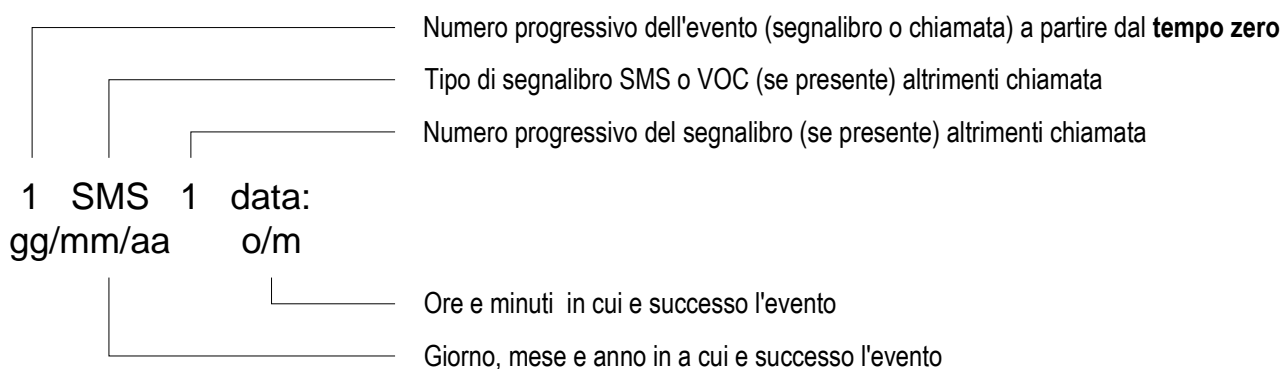 Numero progressivo dell'evento (segnalibro o chiamata) a partire dal tempo zero
Tipo di segnalibro SMS o VOC (se presente) altrimenti chiamata
Numero progressivo del segnalibro (se presente) altrimenti chiamata
1 SMS 1 data:
gg/mm/aa o/m
Ore e minuti in cui e successo l'evento
Giorno, mese e anno in a cui e successo l'evento